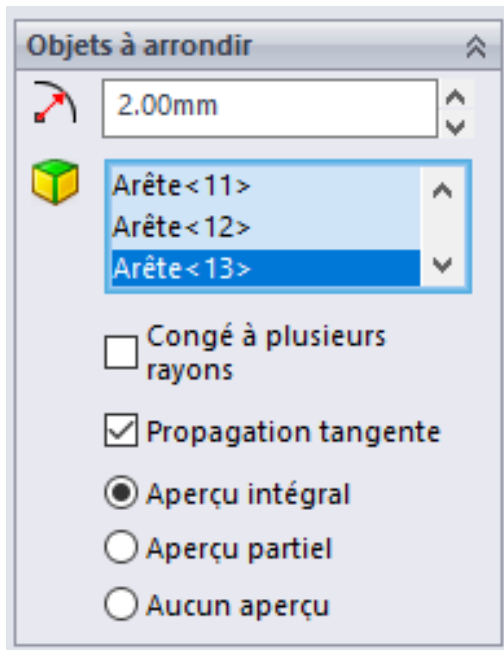 Objets à arrondir
2.00mm
Arête<11>
Arête<12>
Arête<13>
Congé à plusieurs
rayons
Propagation tangente
Aperçu intégral
Aperçu partiel
Aucun aperçu